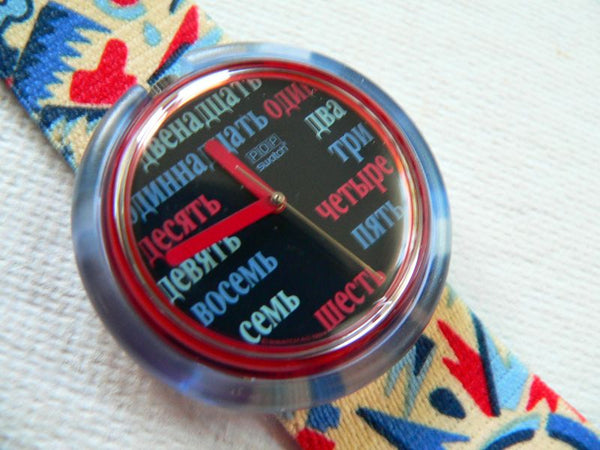 двенадцать
один
два
одиннадцать
три
POP
swatch
четыре
десять
пять
девять
восемь
шесть
семь